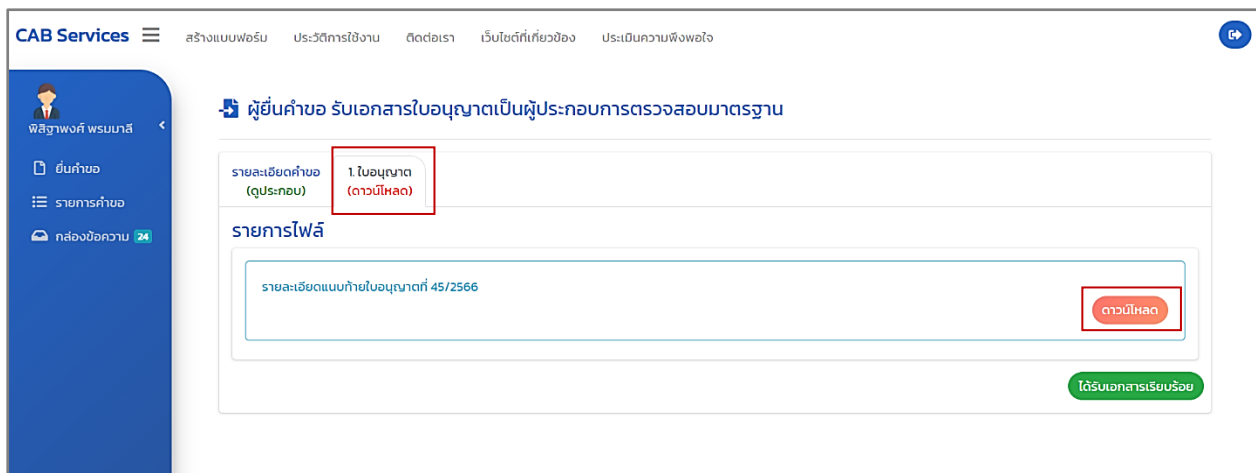 CAB Services สร้างแบบฟอร์ม ประวัติการใช้งาน ติดต่อเรา เว็บไซต์ที่เกี่ยวข้อง ประเมินความพึงพอใจ
พิสิฐาพงศ์ พรมมาลี
ยื่นคำขอ
รายการคำขอ
กล่องข้อความ 24
ผู้ยื่นคำขอ รับเอกสารใบอนุญาตเป็นผู้ประกอบการตรวจสอบมาตรฐาน
รายละเอียดคำขอ
(ดูประกอบ)
1. ใบอนุญาต
(ดาวน์โหลด)
รายการไฟล์
รายละเอียดแนบท้ายใบอนุญาตที่ 45/2566
ดาวน์โหลด
ได้รับเอกสารเรียบร้อย